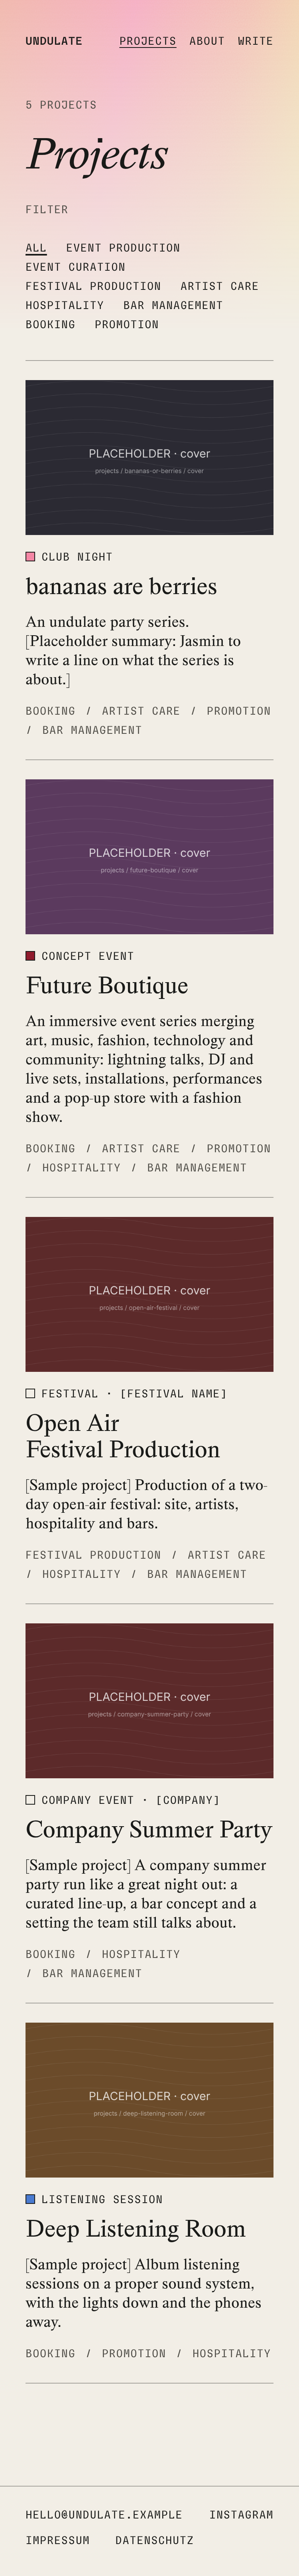 UNDULATE PROJECTS ABOUT WRITE
5 PROJECTS
Projects
FILTER
ALL EVENT PRODUCTION
EVENT CURATION
FESTIVAL PRODUCTION ARTIST CARE
HOSPITALITY BAR MANAGEMENT
BOOKING PROMOTION
PLACEHOLDER · cover
projects / bananas-or-berries / cover
CLUB NIGHT
bananas are berries
An undulate party series.
[Placeholder summary: Jasmin to
write a line on what the series is
about.]
BOOKING / ARTIST CARE / PROMOTION
/ BAR MANAGEMENT
PLACEHOLDER · cover
projects / future-boutique / cover
CONCEPT EVENT
Future Boutique
An immersive event series merging
art, music, fashion, technology and
community: lightning talks, DJ and
live sets, installations, performances
and a pop-up store with a fashion
show.
BOOKING / ARTIST CARE / PROMOTION
/ HOSPITALITY / BAR MANAGEMENT
PLACEHOLDER · cover
projects / open-air-festival / cover
FESTIVAL · [FESTIVAL NAME]
Open Air
Festival Production
[Sample project] Production of a two-
day open-air festival: site, artists,
hospitality and bars.
FESTIVAL PRODUCTION / ARTIST CARE
/ HOSPITALITY / BAR MANAGEMENT
PLACEHOLDER · cover
projects / company-summer-party / cover
COMPANY EVENT · [COMPANY]
Company Summer Party
[Sample project] A company summer
party run like a great night out: a
curated line-up, a bar concept and a
setting the team still talks about.
BOOKING / HOSPITALITY
/ BAR MANAGEMENT
PLACEHOLDER · cover
projects / deep-listening-room / cover
LISTENING SESSION
Deep Listening Room
[Sample project] Album listening
sessions on a proper sound system,
with the lights down and the phones
away.
BOOKING / PROMOTION / HOSPITALITY
HELLO@UNDULATE.EXAMPLE INSTAGRAM
IMPRESSUM DATENSCHUTZ